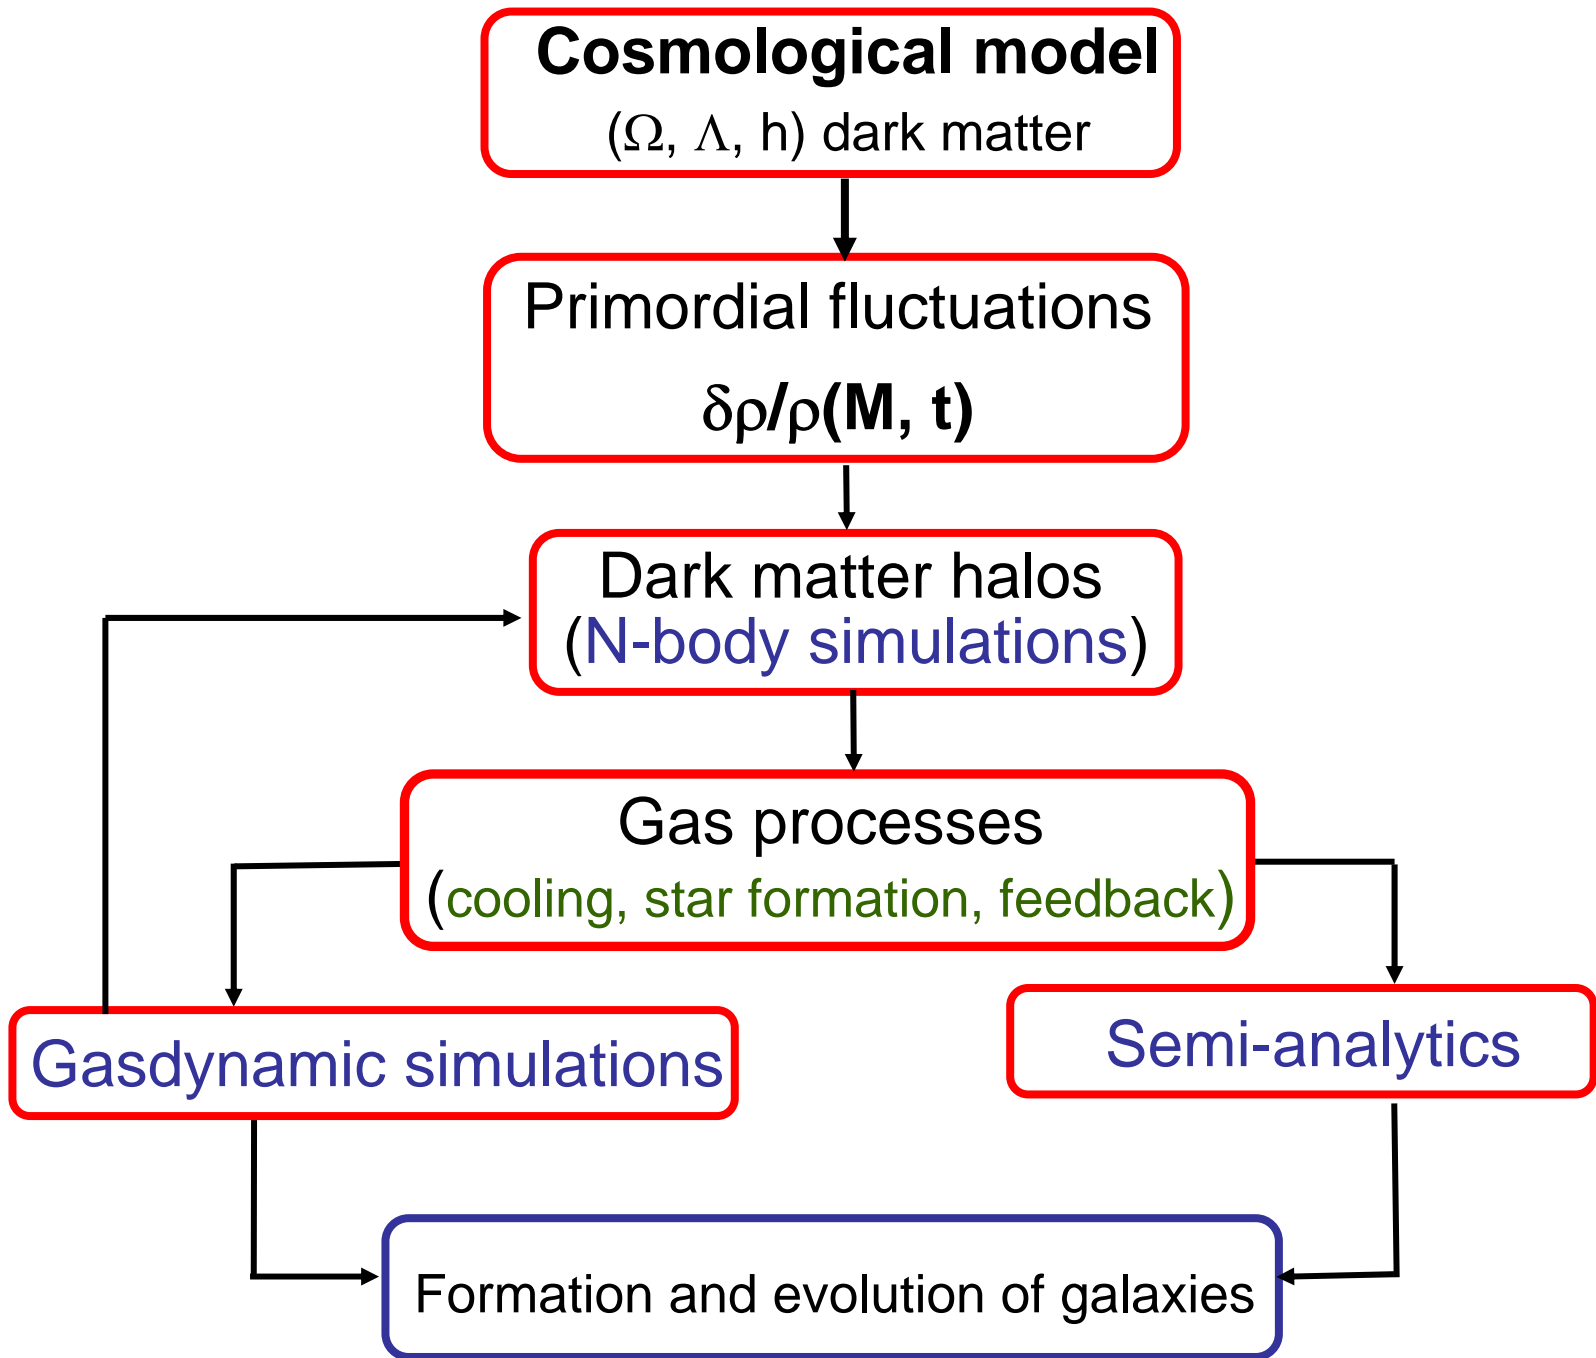 Cosmological model
(Ω, Λ, h) dark matter
Primordial fluctuations
δρ/ρ(M, t)
Dark matter halos
(N-body simulations)
Gas processes
(cooling, star formation, feedback)
Gasdynamic simulations
Semi-analytics
Formation and evolution of galaxies